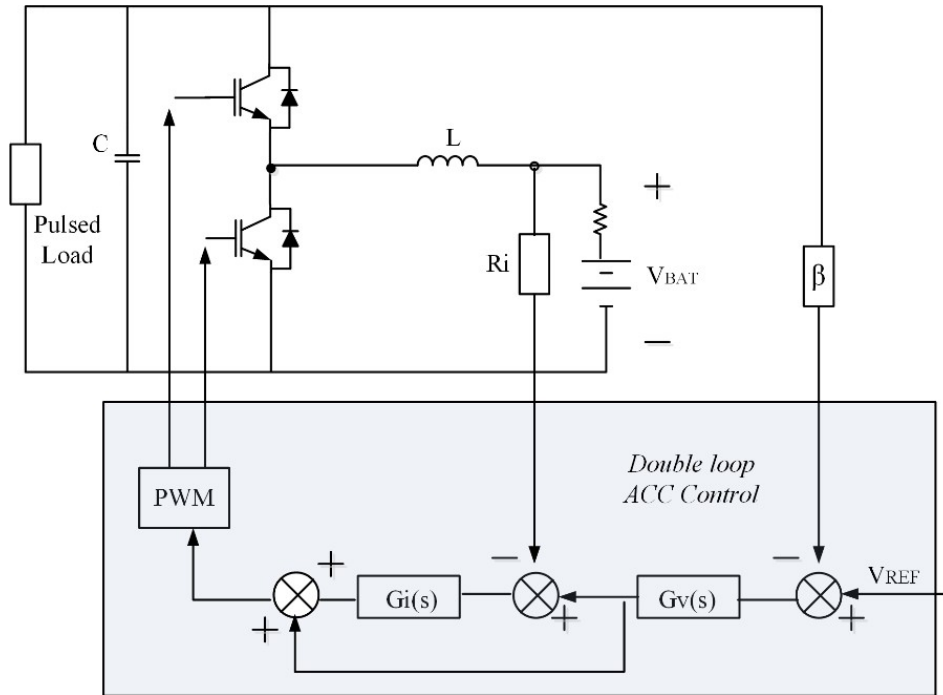 C
L
+
Pulsed
Load
Ri
VBAT
β
−
Double loop
ACC Control
PWM
+
−
−
VREF
Gi(s)
Gv(s)
+
+
+